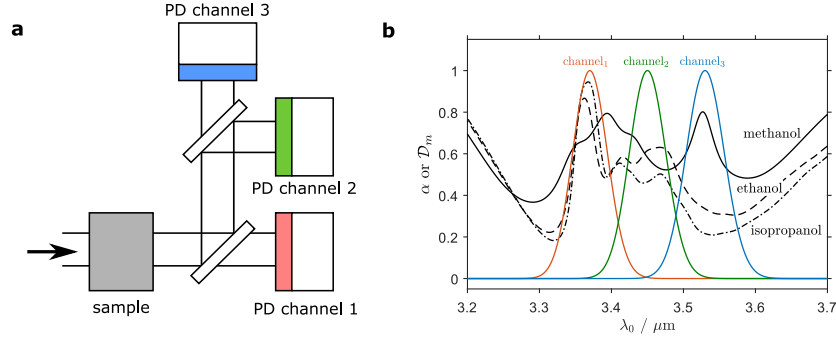 a
PD channel 3
PD channel 2
PD channel 1
sample
b
channel₁
channel₂
channel₃
methanol
ethanol
isopropanol
α or 𝒟ₘ
1
0.8
0.6
0.4
0.2
0
3.2
3.3
3.4
3.5
3.6
3.7
λ₀ / μm